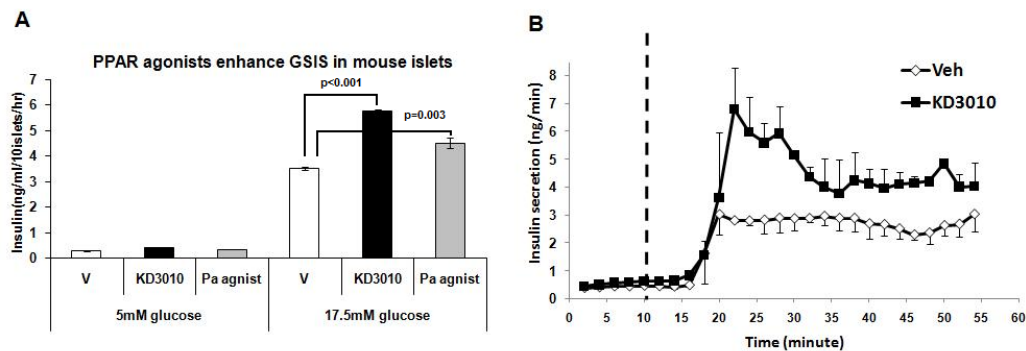 A
PPAR agonists enhance GSIS in mouse islets
Insulin(ng/ml/10islets/hr)
7
6
5
4
3
2
1
0
p<0.001
p=0.003
V KD3010 Pa agnist V KD3010 Pa agnist
5mM glucose 17.5mM glucose
B
Insulin secretion (ng/min)
8
7
6
5
4
3
2
1
0
Veh
KD3010
0 5 10 15 20 25 30 35 40 45 50 55 60
Time (minute)